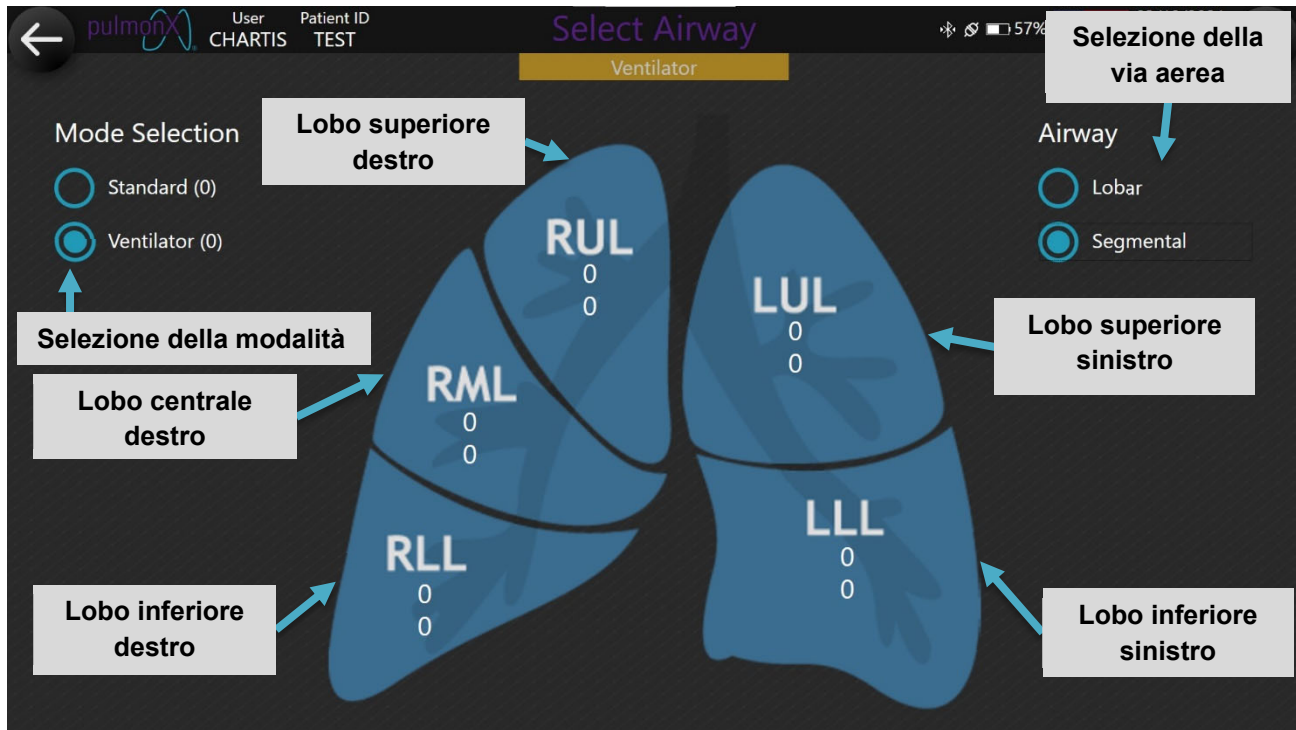 pulmonx
User
CHARTIS
Patient ID
TEST
Select Airway
57%
Ventilator
Selezione della
via aerea
Mode Selection
Standard (0)
Ventilator (0)
Selezione della modalità
Lobo superiore
destro
Airway
Lobar
Segmental
RUL
0
0
LUL
0
0
Lobo superiore
sinistro
Lobo centrale
destro
RML
0
0
RLL
0
0
LLL
0
0
Lobo inferiore
destro
Lobo inferiore
sinistro